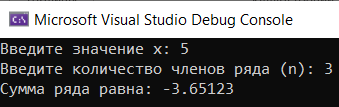 Microsoft Visual Studio Debug Console
Введите значение x: 5
Введите количество членов ряда (n): 3
Сумма ряда равна: -3.65123